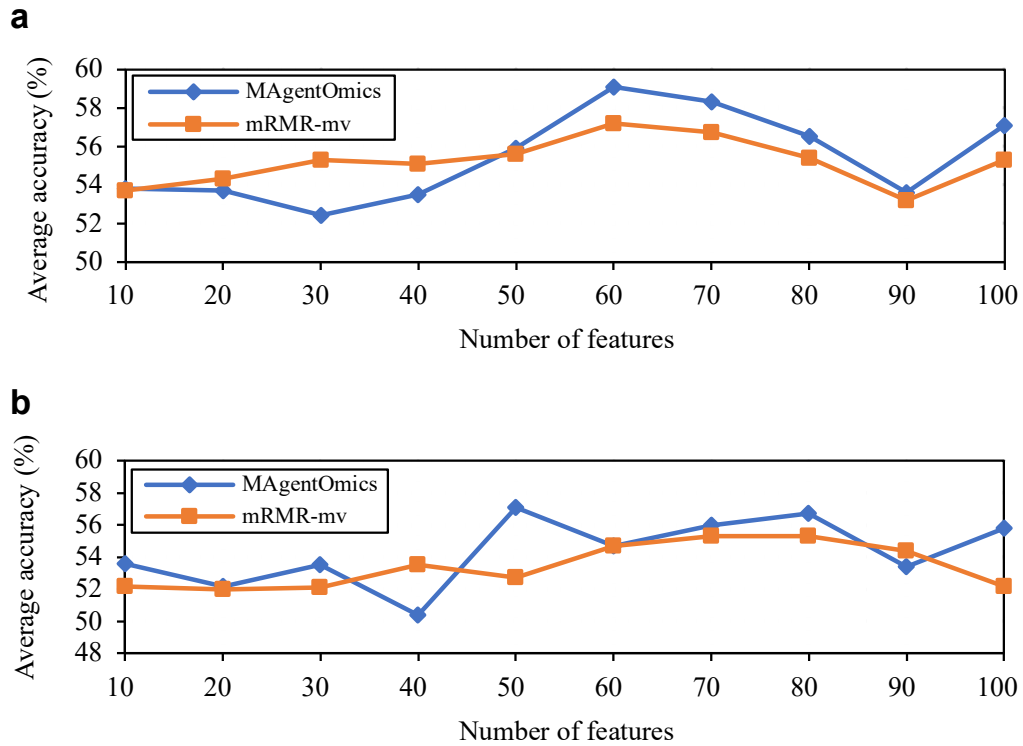 a
Average accuracy (%)
60
58
56
54
52
50
MAgentOmics
mRMR-mv
10 20 30 40 50 60 70 80 90 100
Number of features
b
Average accuracy (%)
60
58
56
54
52
50
48
MAgentOmics
mRMR-mv
10 20 30 40 50 60 70 80 90 100
Number of features